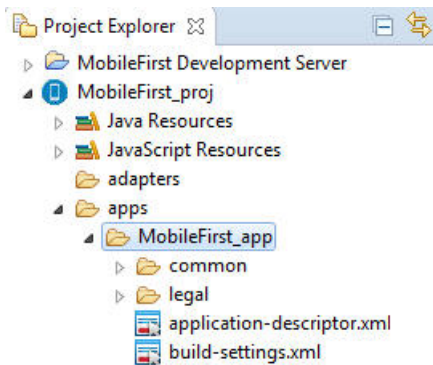 Project Explorer
MobileFirst Development Server
MobileFirst_proj
Java Resources
JavaScript Resources
adapters
apps
MobileFirst_app
common
legal
application-descriptor.xml
build-settings.xml